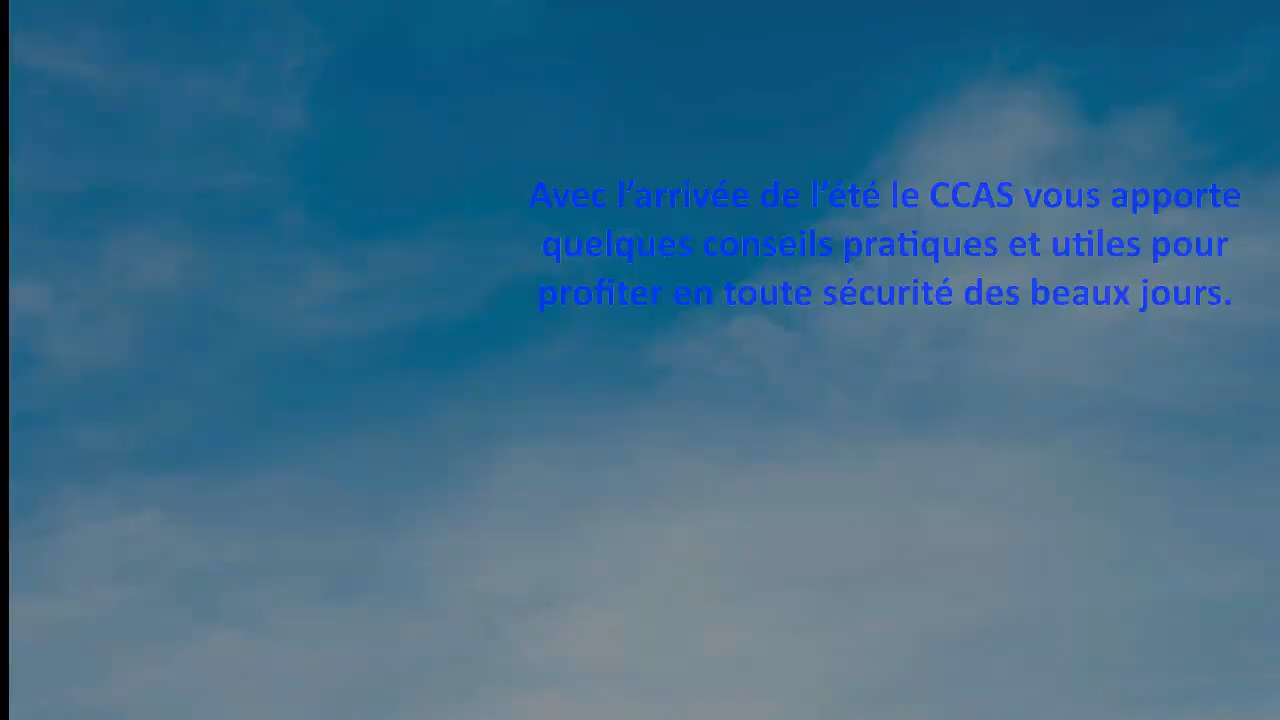 Avec l’arrivée de l’été le CCAS vous apporte
quelques conseils pratiques et utiles pour
profiter en toute sécurité des beaux jours.